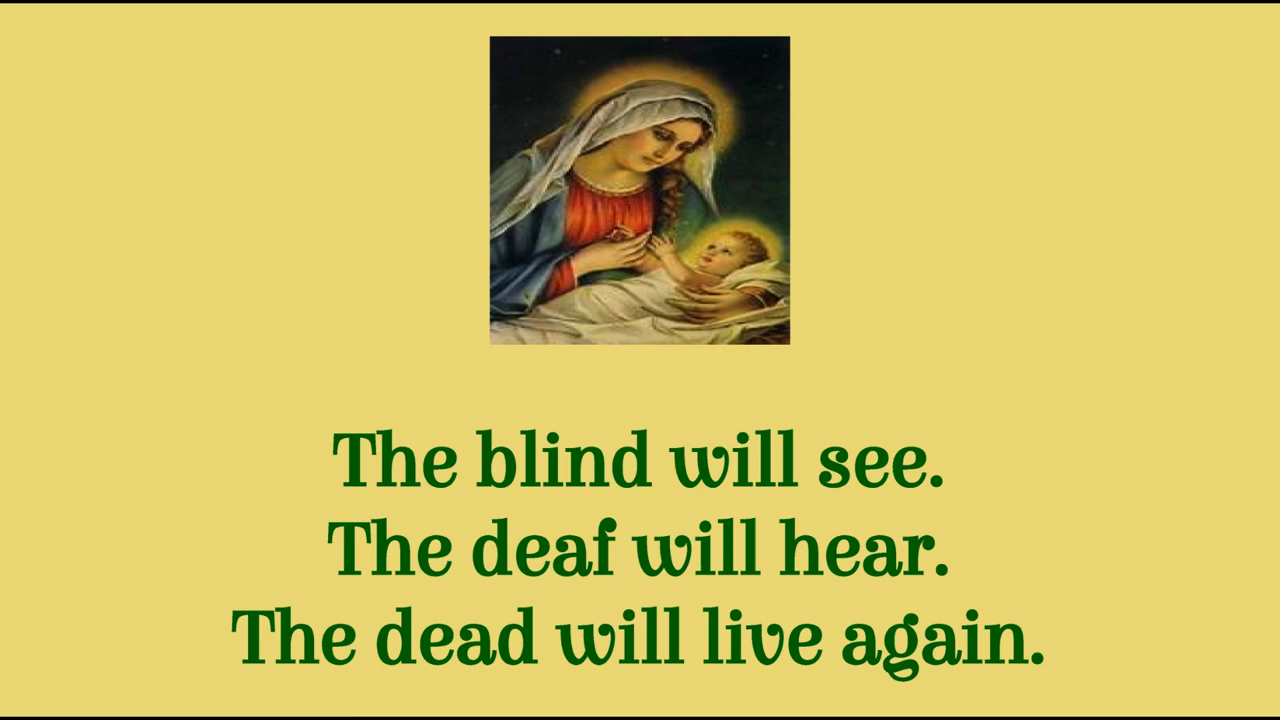 The blind will see.
The deaf will hear.
The dead will live again.